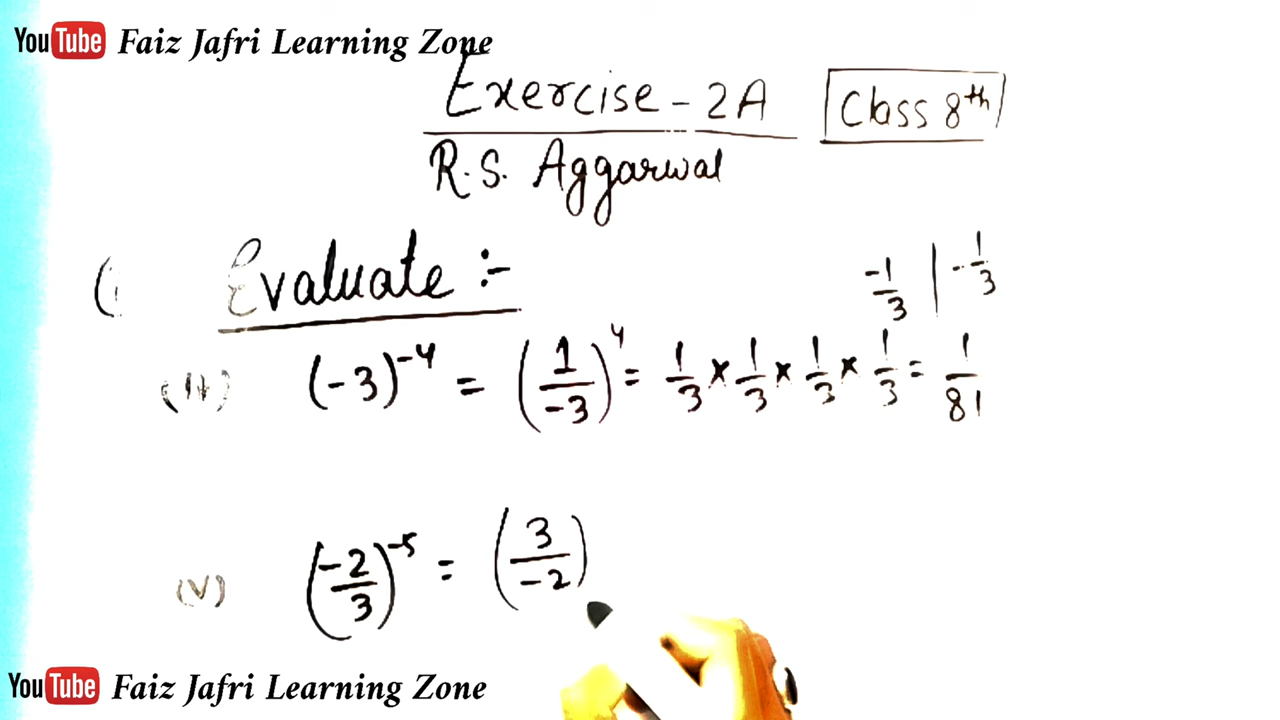 YouTube Faiz Jafri Learning Zone
Exercise - 2A Class 8th
R.S. Aggarwal
Evaluate :-
-1/3 | -1/3
(-3)^-4 = (1/-3)^4 = 1/3 × 1/3 × 1/3 × 1/3 = 1/81
(V) (-2/3)^-5 = (3/-2)
YouTube Faiz Jafri Learning Zone